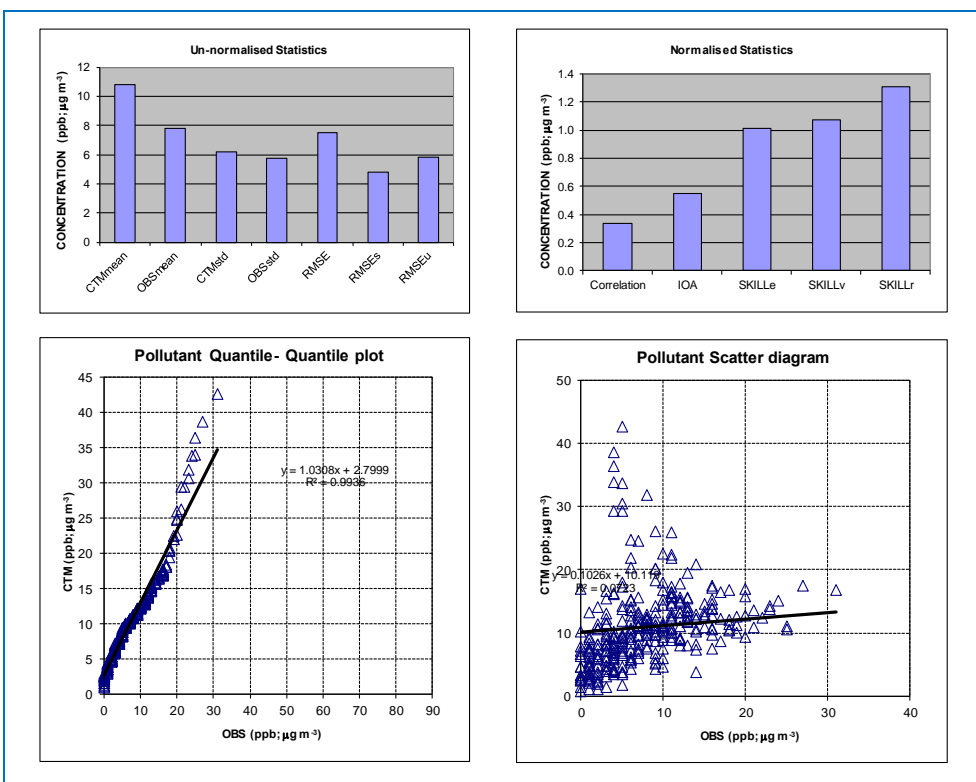 Un-normalised Statistics
CONCENTRATION (ppb; µg m⁻³)
12
10
8
6
4
2
0
CTMmean
OBSmean
CTMstd
OBSstd
RMSE
RMSEs
RMSEu
Normalised Statistics
CONCENTRATION (ppb; µg m⁻³)
1.4
1.2
1.0
0.8
0.6
0.4
0.2
0.0
Correlation IOA SKILLe SKILLv SKILLr
Pollutant Quantile- Quantile plot
CTM (ppb; µg m⁻³)
45
40
35
30
25
20
15
10
5
0
y = 1.0308x + 2.7999
R² = 0.9936
0 10 20 30 40 50 60 70 80 90
OBS (ppb; µg m⁻³)
Pollutant Scatter diagram
CTM (ppb; µg m⁻³)
50
40
30
20
10
0
y = 0.1026x +
R² =
0 10 20 30 40
OBS (ppb; µg m⁻³)